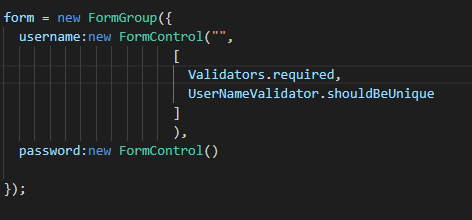 form = new FormGroup({
username:new FormControl("",
[
Validators.required,
UserNameValidator.shouldBeUnique
]
),
password:new FormControl()
});